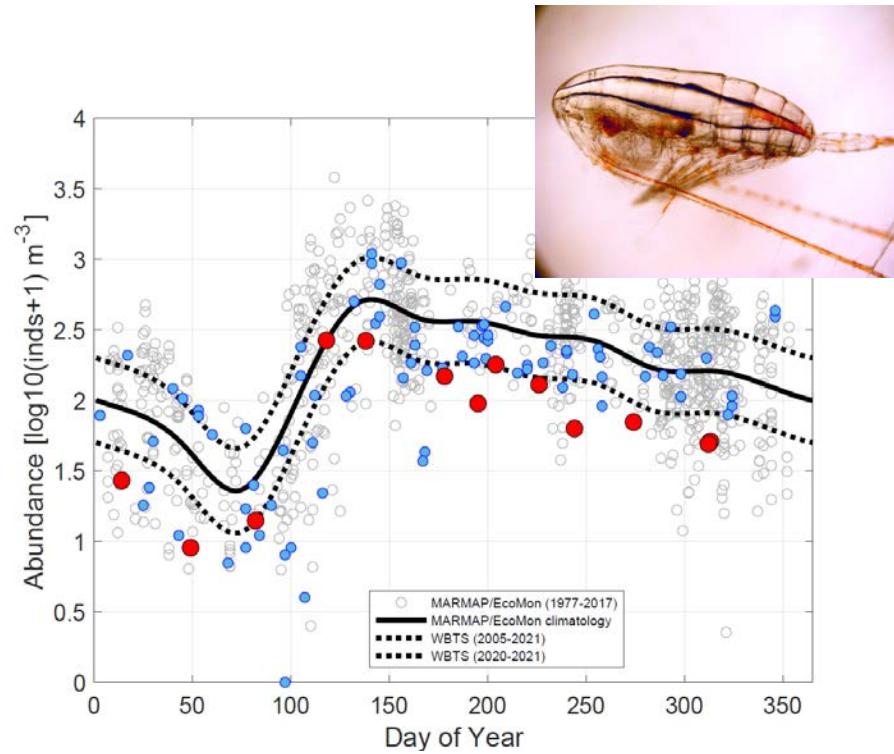 4
3.5
3
2.5
2
1.5
1
0.5
0
Abundance [log10(inds+1) m⁻³]
MARMAP/EcoMon (1977-2017)
MARMAP/EcoMon climatology
WBTS (2005-2021)
WBTS (2020-2021)
0 50 100 150 200 250 300 350
Day of Year